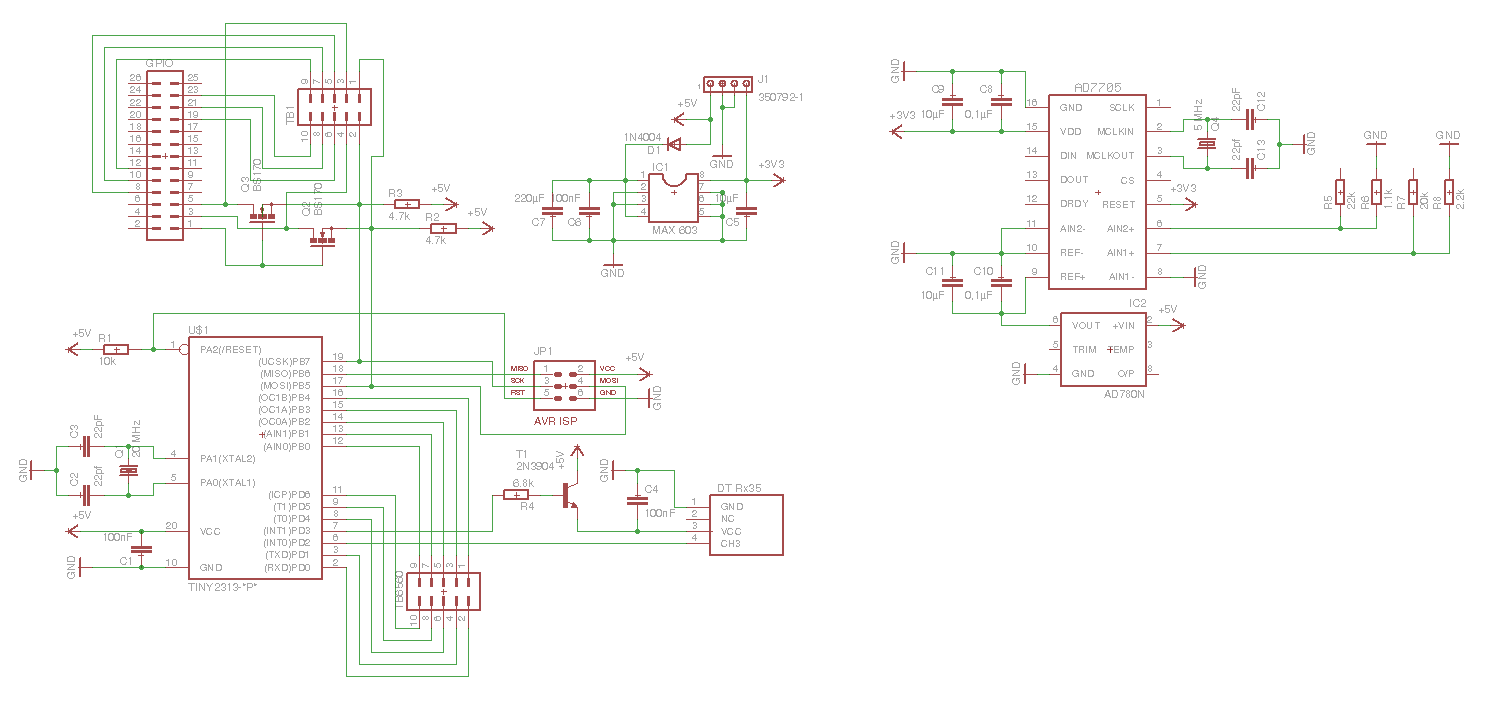 GPIO
26 25
24 23
22 21
20 19
18 17
16 15
14 13
12 11
10 9
8 7
6 5
4 3
2 1
9 7 5 3 1
TB1
10 8 6 4 2
Q3
BS170
Q2
BS170
R3
4.7k
+5V
R2
4.7k
+5V
J1
1
350792-1
+5V
1N4004
D1
GND
IC1
+3V3
1 8
2 7
3 6
4 5
MAX 603
220µF
C7
100nF
C6
10µF
C5
GND
GND
C9
10µF
C8
0,1µF
+3V3
AD7705
16 GND SCLK 1
15 VDD MCLKIN 2
14 DIN MCLKOUT 3
13 DOUT CS 4
12 DRDY RESET 5
11 AIN2- AIN2+ 6
10 REF- AIN1+ 7
9 REF+ AIN1- 8
5 MHz
Q4
22pF
C12
22pf
C13
GND
+3V3
GND
GND
GND
R5
22k
R6
1.1k
R7
20k
R8
2.2k
GND
C11
10µF
C10
0,1µF
IC2
+5V
6 VOUT +VIN 2
5 TRIM TEMP 3
4 GND O/P 8
GND
AD780N
+5V
R1
10k
U$1
1 PA2(/RESET)
(UCSK)PB7 19
(MISO)PB6 18
(MOSI)PB5 17
(OC1B)PB4 16
(OC1A)PB3 15
(OC0A)PB2 14
(AIN1)PB1 13
(AIN0)PB0 12
4 PA1(XTAL2)
5 PA0(XTAL1)
(ICP)PD6 11
(T1)PD5 9
(T0)PD4 8
(INT1)PD3 7
(INT0)PD2 6
(TXD)PD1 3
(RXD)PD0 2
20 VCC
10 GND
TINY2313-*P*
C3
22pF
C2
22pf
20 MHz
GND
+5V
100nF
C1
GND
JP1
MISO 1 2 VCC
SCK 3 4 MOSI
RST 5 6 GND
AVR ISP
+5V
GND
T1
2N3904
+5V
6.8k
R4
GND
C4
100nF
DT Rx35
1 GND
2 NC
3 VCC
4 CH3
9 7 5 3 1
10 8 6 4 2